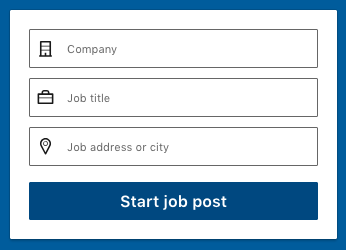 Company
Job title
Job address or city
Start job post